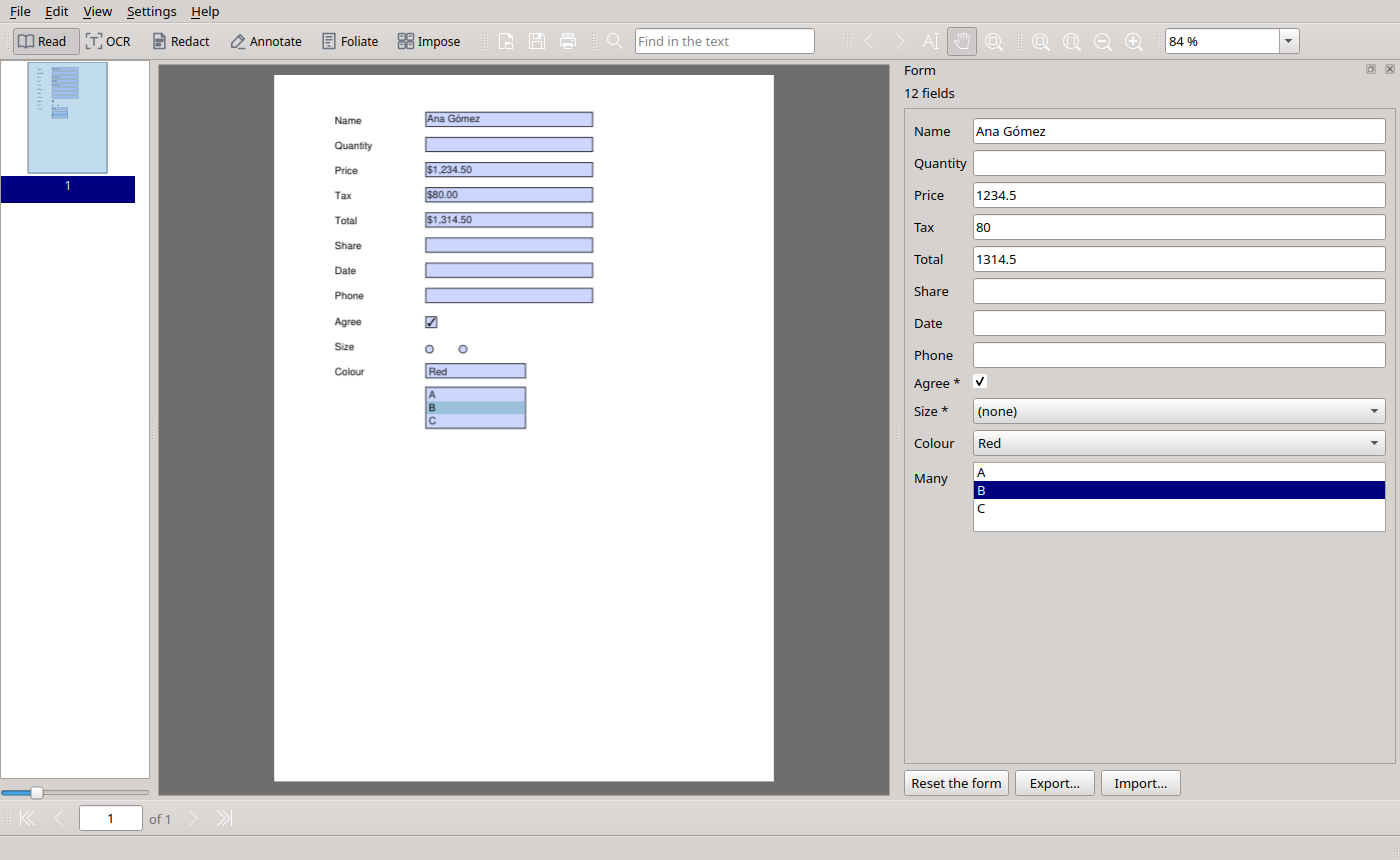 File Edit View Settings Help
Read OCR Redact Annotate Foliate Impose Find in the text 84 %
1
Name Ana Gómez
Quantity
Price $1,234.50
Tax $80.00
Total $1,314.50
Share
Date
Phone
Agree
Size
Colour Red
A
B
C
Form
12 fields
Name Ana Gómez
Quantity
Price 1234.5
Tax 80
Total 1314.5
Share
Date
Phone
Agree *
Size * (none)
Colour Red
Many A
B
C
Reset the form Export... Import...
1 of 1